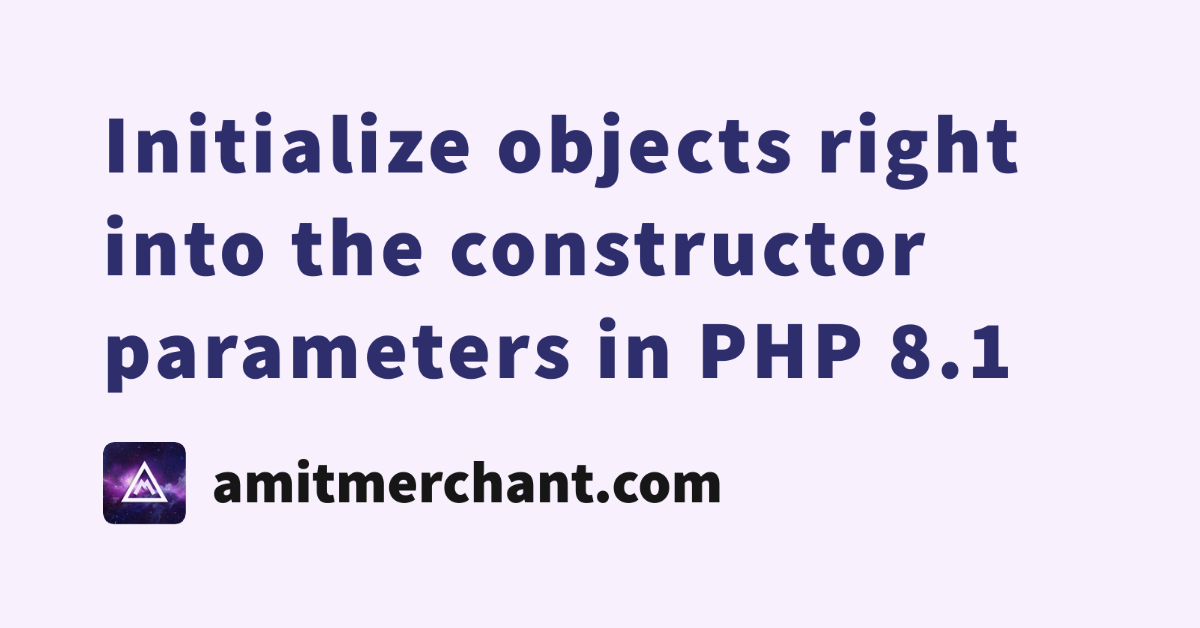 Initialize objects right
into the constructor
parameters in PHP 8.1
amitmerchant.com